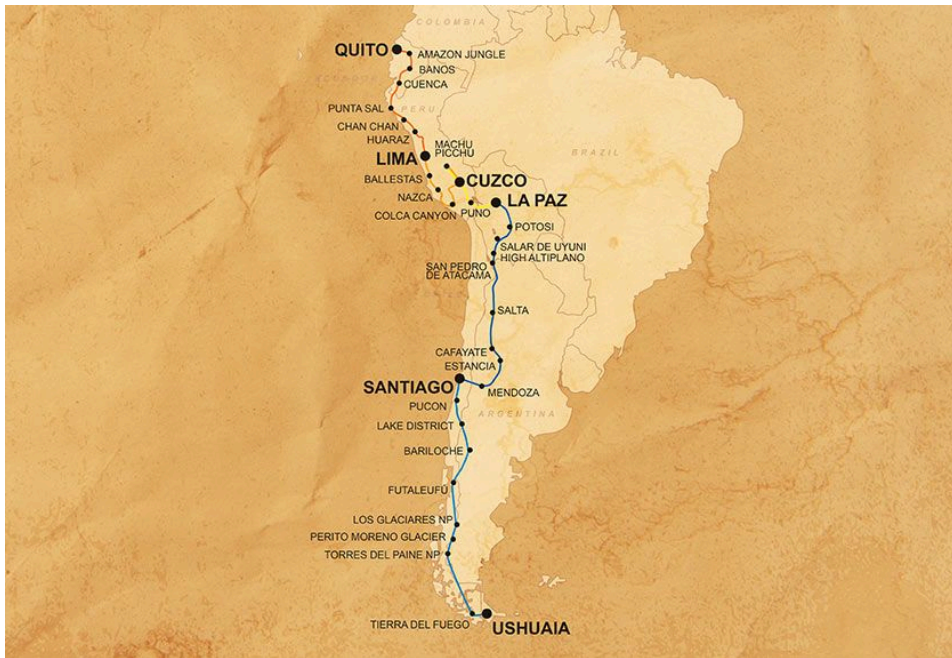 COLOMBIA
QUITO
AMAZON JUNGLE
BANOS
ECUADOR
CUENCA
PUNTA SAL
PERU
CHAN CHAN
HUARAZ
MACHU
PICCHU
BRAZIL
LIMA
BALLESTAS
CUZCO
NAZCA
LA PAZ
COLCA CANYON
PUNO
POTOSI
SALAR DE UYUNI
HIGH ALTIPLANO
SAN PEDRO
DE ATACAMA
SALTA
CAFAYATE
ESTANCIA
SANTIAGO
MENDOZA
PUCON
ARGENTINA
LAKE DISTRICT
BARILOCHE
FUTALEUFÚ
LOS GLACIARES NP
PERITO MORENO GLACIER
TORRES DEL PAINE NP
TIERRA DEL FUEGO
USHUAIA